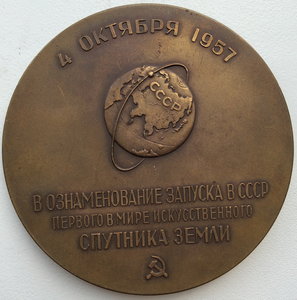 4 ОКТЯБРЯ 1957
СССР
В ОЗНАМЕНОВАНИЕ ЗАПУСКА В СССР
ПЕРВОГО В МИРЕ ИСКУССТВЕННОГО
СПУТНИКА ЗЕМЛИ